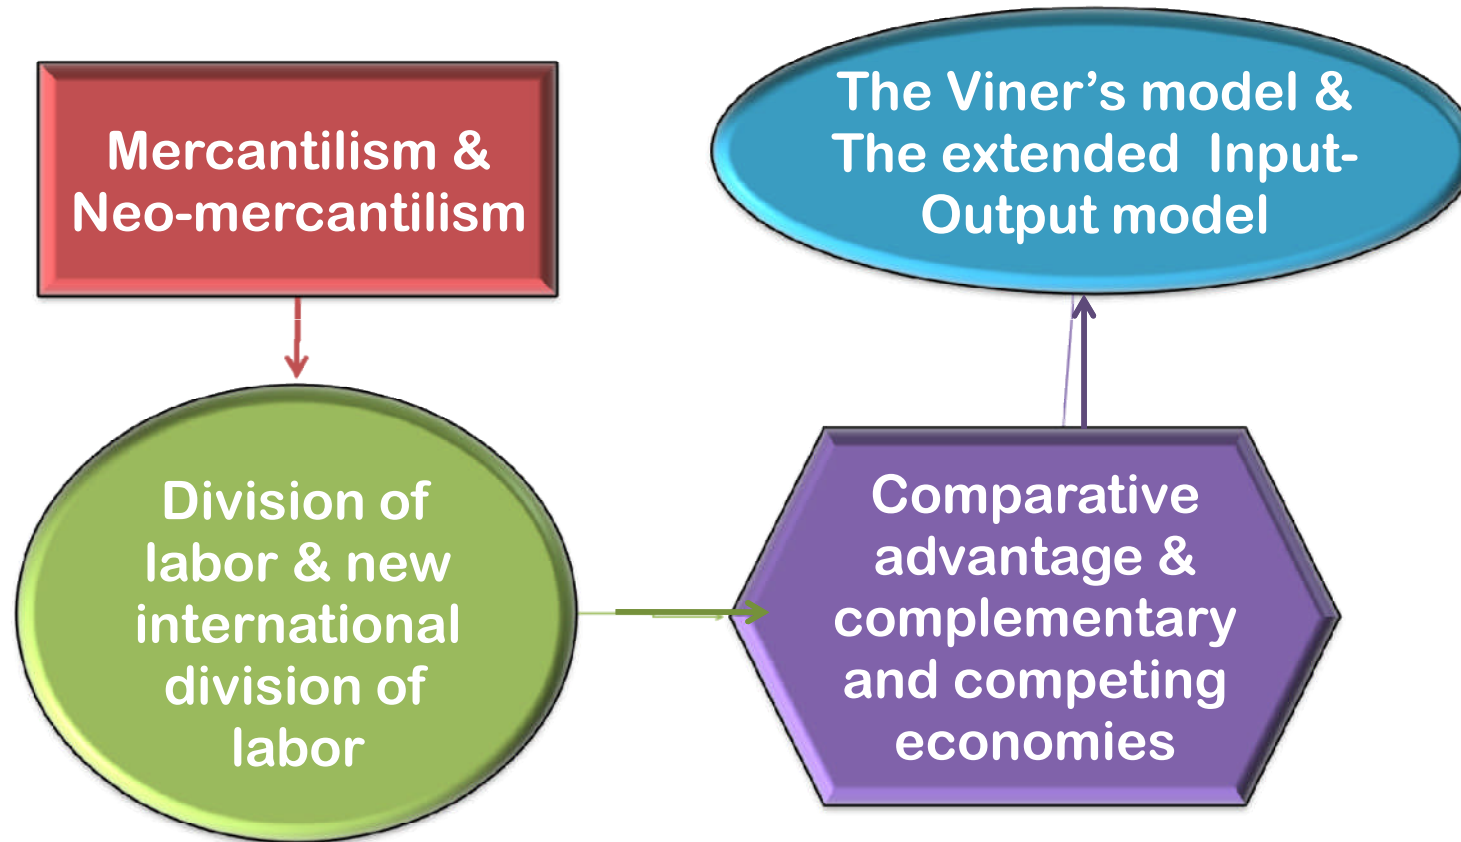 Mercantilism &
Neo-mercantilism
Division of
labor & new
international
division of
labor
Comparative
advantage &
complementary
and competing
economies
The Viner’s model &
The extended  Input-
Output model